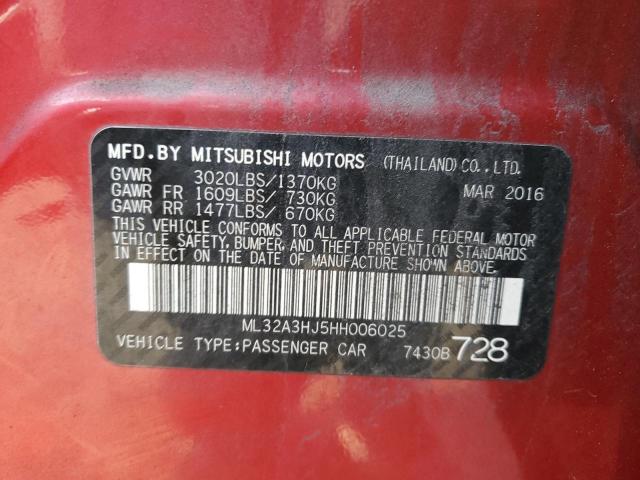 MFD.BY MITSUBISHI MOTORS (THAILAND)CO.,LTD.
GVWR 3020LBS/1370KG MAR 2016
GAWR FR 1609LBS/ 730KG
GAWR RR 1477LBS/ 670KG
THIS VEHICLE CONFORMS TO ALL APPLICABLE FEDERAL MOTOR
VEHICLE SAFETY, BUMPER, AND THEFT PREVENTION STANDARDS
IN EFFECT ON THE DATE OF MANUFACTURE SHOWN ABOVE.
ML32A3HJ5HH006025
VEHICLE TYPE:PASSENGER CAR 7430B 728